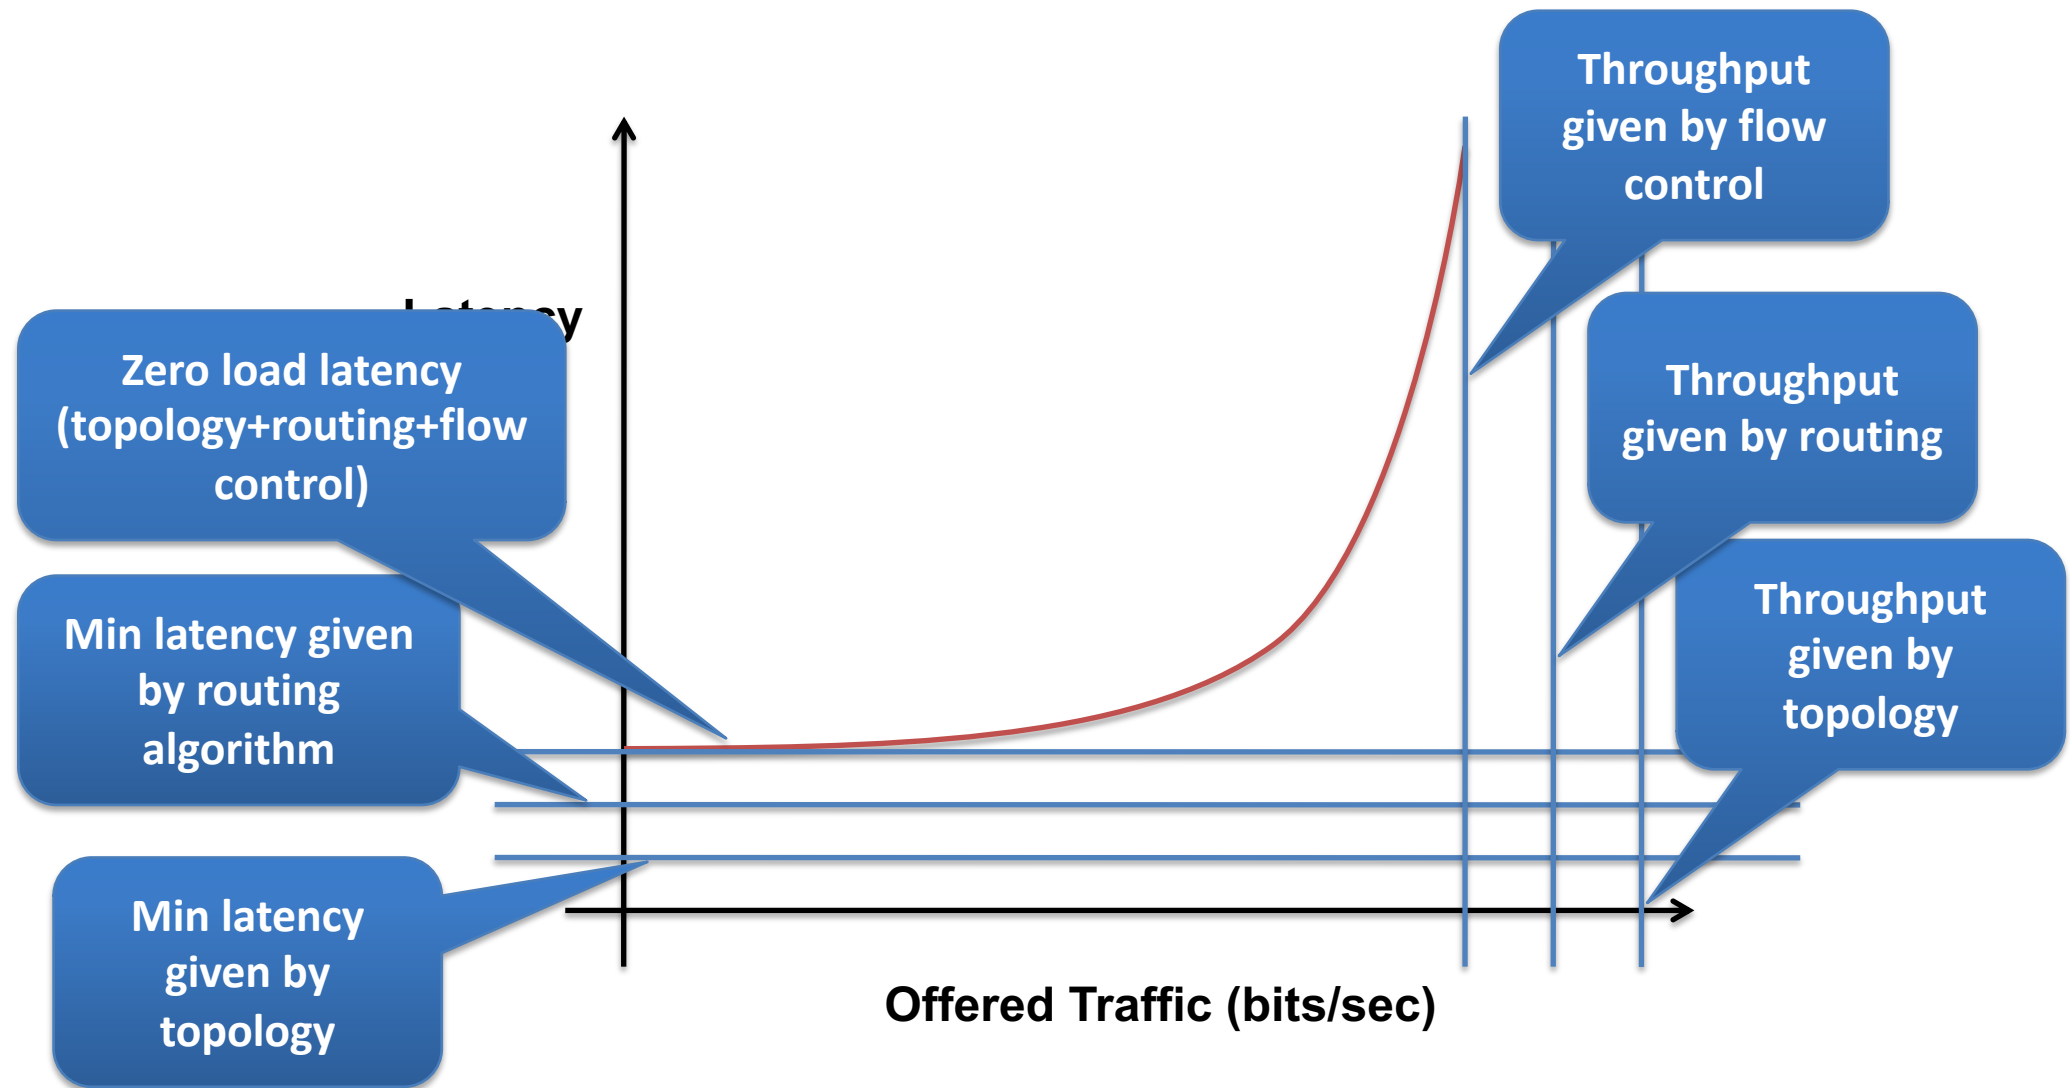 Throughput
given by flow
control
Latency
Zero load latency
(topology+routing+flow
control)
Throughput
given by routing
Min latency given
by routing
algorithm
Throughput
given by
topology
Min latency
given by
topology
Offered Traffic (bits/sec)